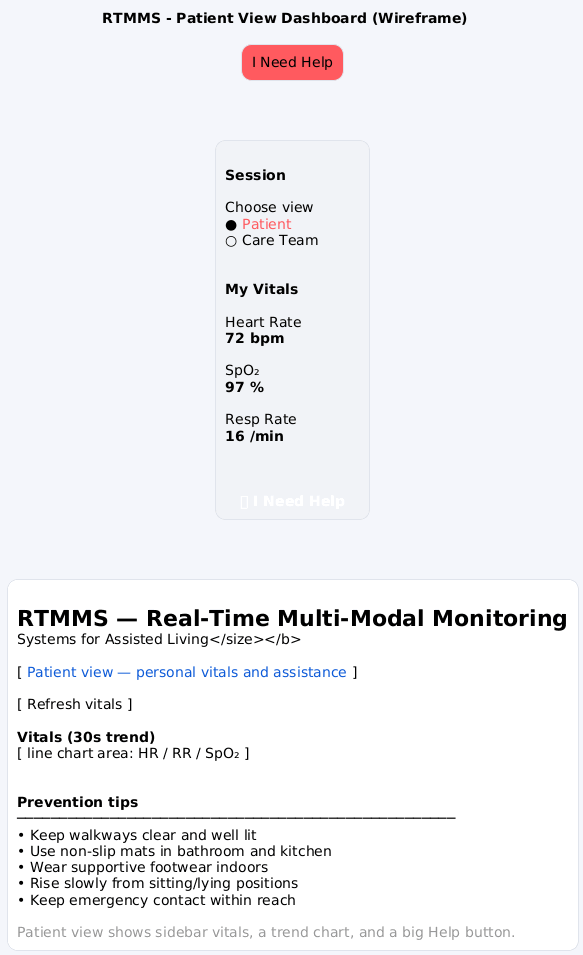 RTMMS - Patient View Dashboard (Wireframe)
I Need Help
Session
Choose view
● Patient
○ Care Team
My Vitals
Heart Rate
72 bpm
SpO₂
97 %
Resp Rate
16 /min
I Need Help
RTMMS — Real-Time Multi-Modal Monitoring
Systems for Assisted Living</size></b>
[ Patient view — personal vitals and assistance ]
[ Refresh vitals ]
Vitals (30s trend)
[ line chart area: HR / RR / SpO₂ ]
Prevention tips
• Keep walkways clear and well lit
• Use non-slip mats in bathroom and kitchen
• Wear supportive footwear indoors
• Rise slowly from sitting/lying positions
• Keep emergency contact within reach
Patient view shows sidebar vitals, a trend chart, and a big Help button.